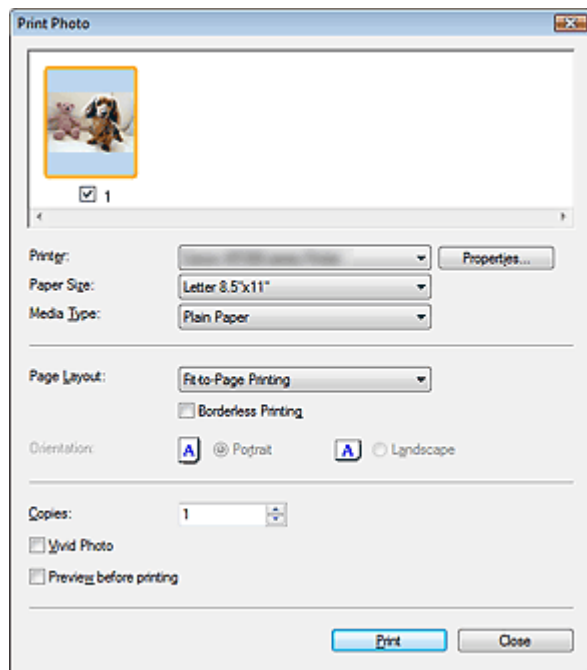 Print Photo
1
Printer:
Properties...
Paper Size: Letter 8.5"x11"
Media Type: Plain Paper
Page Layout: Fit-to-Page Printing
Borderless Printing
Orientation: A Portrait A Landscape
Copies: 1
Vivid Photo
Preview before printing
Print Close